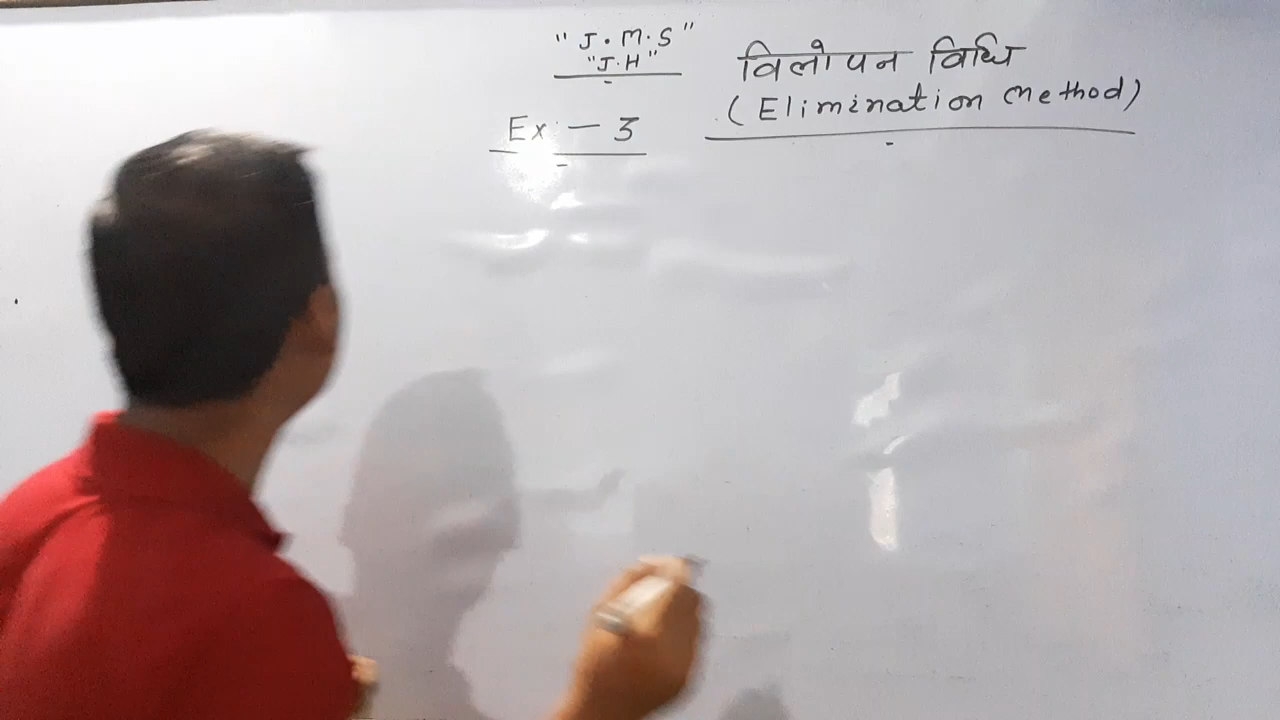 "J.M.S"
"J.H"
Ex - 3
विलोपन विधि
(Elimination method)